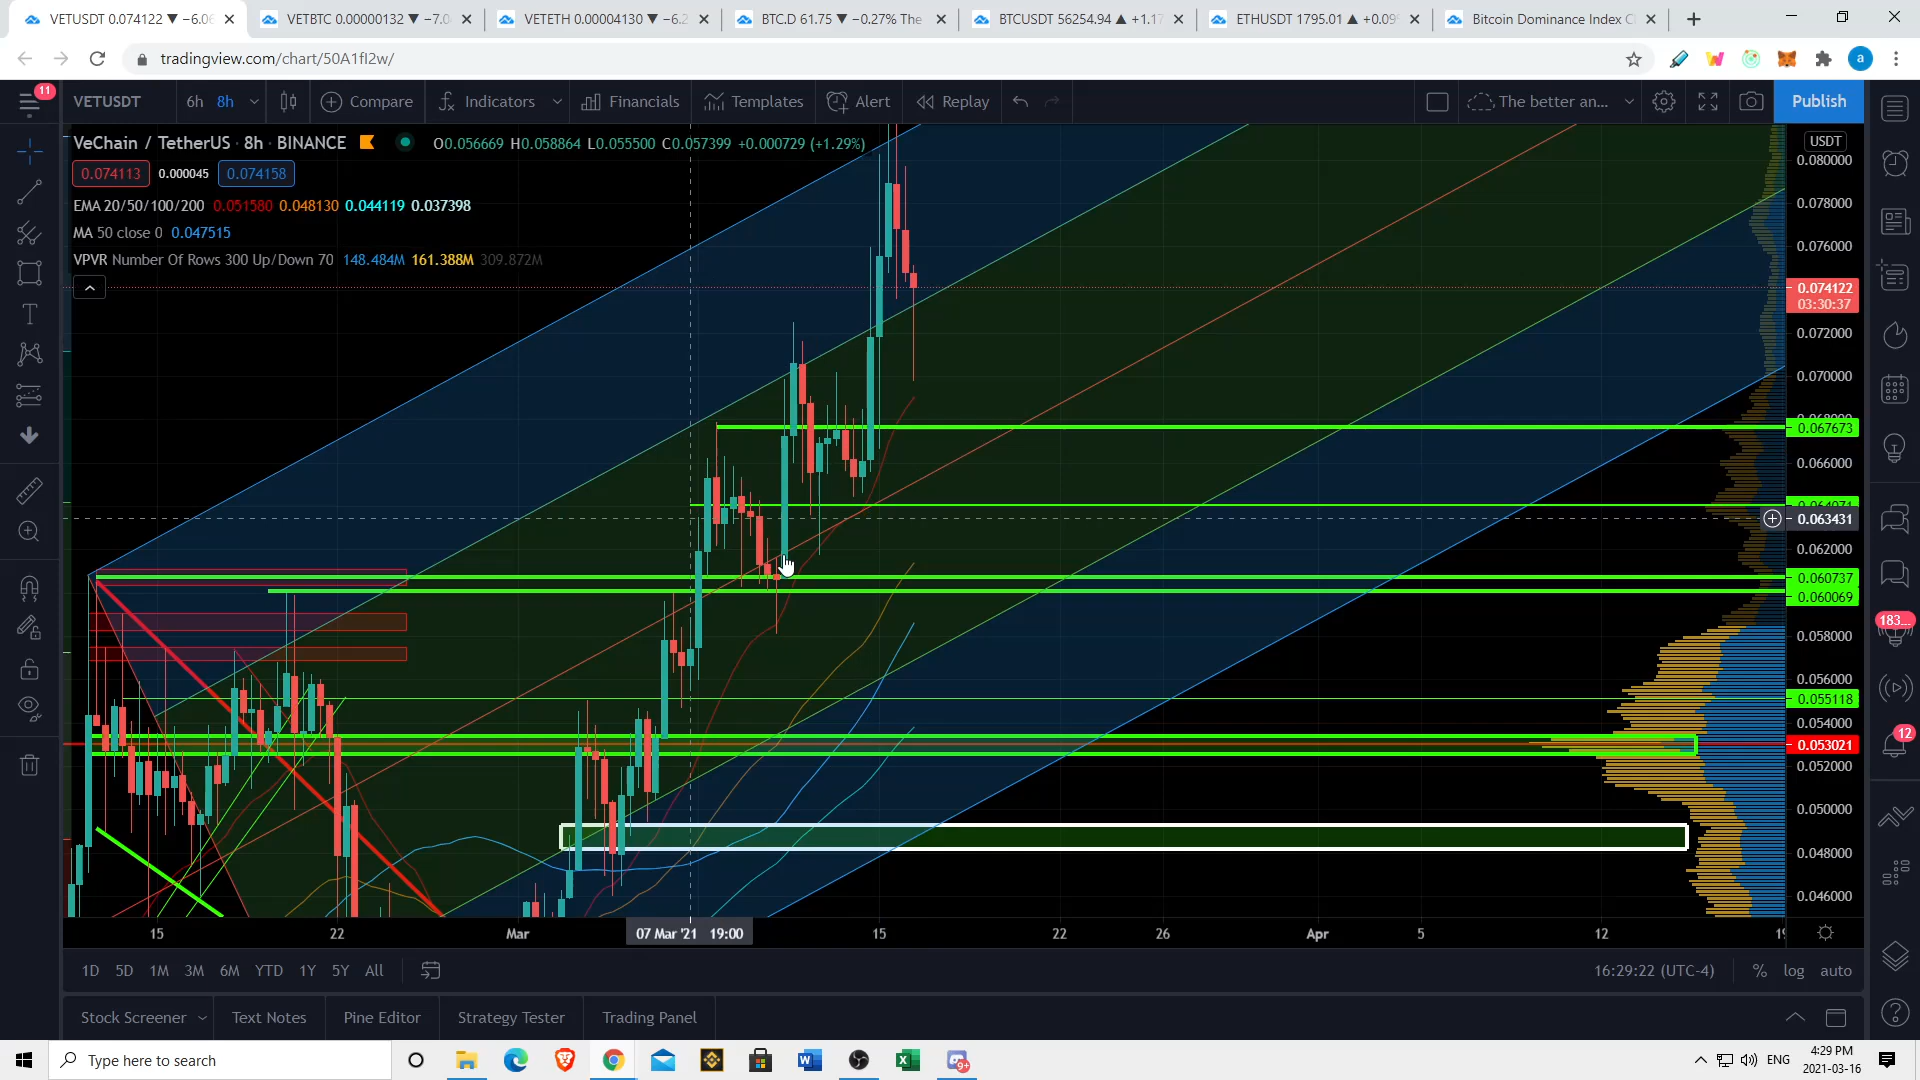 VETUSDT 0.074122 ▼ −6.06
VETBTC 0.00000132 ▼ −7.0
VETETH 0.00004130 ▼ −6.2
BTC.D 61.75 ▼ −0.27% The
BTCUSDT 56254.94 ▲ +1.17
ETHUSDT 1795.01 ▲ +0.09
Bitcoin Dominance Index C
tradingview.com/chart/50A1fI2w/
a
11
VETUSDT
6h 8h
Compare
Indicators
Financials
Templates
Alert
Replay
The better an...
Publish
VeChain / TetherUS · 8h · BINANCE
O0.056669 H0.058864 L0.055500 C0.057399 +0.000729 (+1.29%)
0.074113 0.000045 0.074158
EMA 20/50/100/200 0.051580 0.048130 0.044119 0.037398
MA 50 close 0 0.047515
VPVR Number Of Rows 300 Up/Down 70 148.484M 161.388M 309.872M
USDT
0.080000
0.078000
0.076000
0.074122
03:30:37
0.072000
0.070000
0.067673
0.066000
0.063431
0.062000
0.060737
0.060069
0.058000
0.056000
0.055118
0.054000
0.053021
0.052000
0.050000
0.048000
0.046000
183...
12
15 22 Mar 07 Mar '21 19:00 15 22 26 Apr 5 12
1D 5D 1M 3M 6M YTD 1Y 5Y All
16:29:22 (UTC-4) % log auto
Stock Screener
Text Notes
Pine Editor
Strategy Tester
Trading Panel
Type here to search
9+
ENG
4:29 PM
2021-03-16